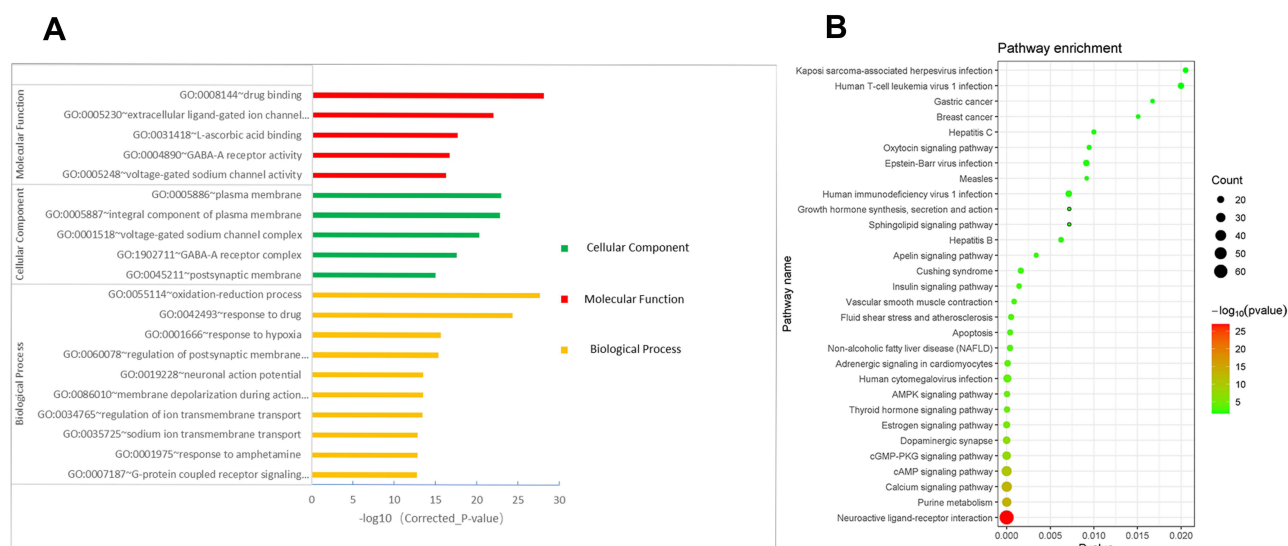 A
Molecular Function
GO:0008144~drug binding
GO:0005230~extracellular ligand-gated ion channel...
GO:0031418~L-ascorbic acid binding
GO:0004890~GABA-A receptor activity
GO:0005248~voltage-gated sodium channel activity
Cellular Component
GO:0005886~plasma membrane
GO:0005887~integral component of plasma membrane
GO:0001518~voltage-gated sodium channel complex
GO:1902711~GABA-A receptor complex
GO:0045211~postsynaptic membrane
Biological Process
GO:0055114~oxidation-reduction process
GO:0042493~response to drug
GO:0001666~response to hypoxia
GO:0060078~regulation of postsynaptic membrane...
GO:0019228~neuronal action potential
GO:0086010~membrane depolarization during action...
GO:0034765~regulation of ion transmembrane transport
GO:0035725~sodium ion transmembrane transport
GO:0001975~response to amphetamine
GO:0007187~G-protein coupled receptor signaling...
0 5 10 15 20 25 30
-log10 (Corrected_P-value)
Cellular Component
Molecular Function
Biological Process
B
Pathway enrichment
Pathway name
Kaposi sarcoma-associated herpesvirus infection
Human T-cell leukemia virus 1 infection
Gastric cancer
Breast cancer
Hepatitis C
Oxytocin signaling pathway
Epstein-Barr virus infection
Measles
Human immunodeficiency virus 1 infection
Growth hormone synthesis, secretion and action
Sphingolipid signaling pathway
Hepatitis B
Apelin signaling pathway
Cushing syndrome
Insulin signaling pathway
Vascular smooth muscle contraction
Fluid shear stress and atherosclerosis
Apoptosis
Non-alcoholic fatty liver disease (NAFLD)
Adrenergic signaling in cardiomyocytes
Human cytomegalovirus infection
AMPK signaling pathway
Thyroid hormone signaling pathway
Estrogen signaling pathway
Dopaminergic synapse
cGMP-PKG signaling pathway
cAMP signaling pathway
Calcium signaling pathway
Purine metabolism
Neuroactive ligand-receptor interaction
0.000 0.005 0.010 0.015 0.020
Count
20
30
40
50
60
−log10(pvalue)
25
20
15
10
5